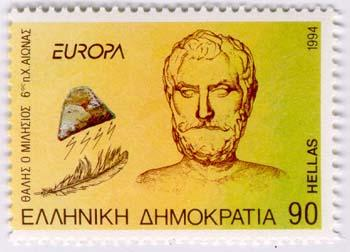 EUROPA
1994
ΘΑΛΗΣ Ο ΜΙΛΗΣΙΟΣ 6ος π.Χ. ΑΙΩΝΑΣ
HELLAS
ΕΛΛΗΝΙΚΗ ΔΗΜΟΚΡΑΤΙΑ 90